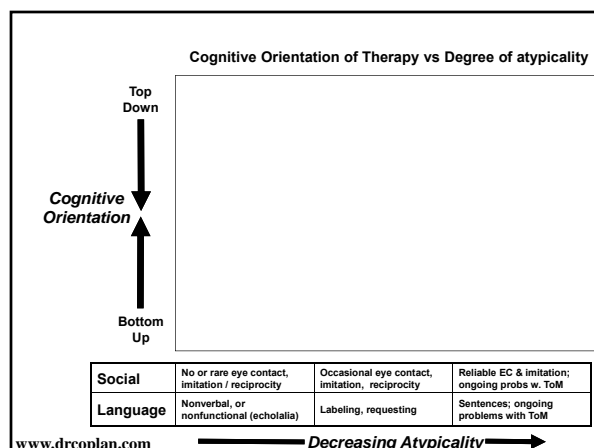 Cognitive Orientation of Therapy vs Degree of atypicality
Top
Down
Cognitive
Orientation
Bottom
Up
Social
No or rare eye contact,
imitation / reciprocity
Occasional eye contact,
imitation, reciprocity
Reliable EC & imitation;
ongoing probs w. ToM
Language
Nonverbal, or
nonfunctional (echolalia)
Labeling, requesting
Sentences; ongoing
problems with ToM
www.drcoplan.com
Decreasing Atypicality